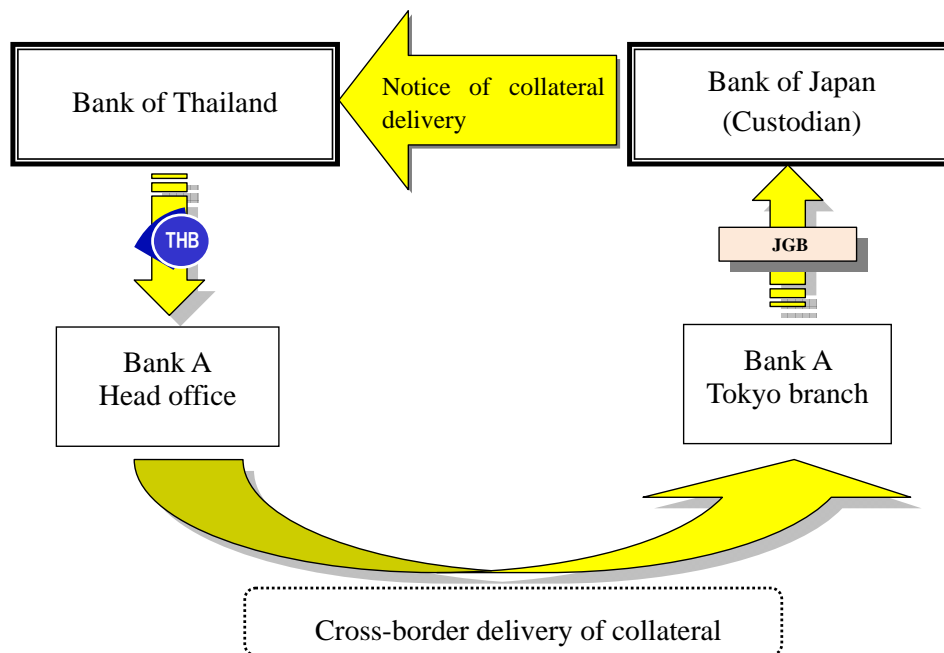 Bank of Thailand
Notice of collateral
delivery
Bank of Japan
(Custodian)
THB
JGB
Bank A
Head office
Bank A
Tokyo branch
Cross-border delivery of collateral